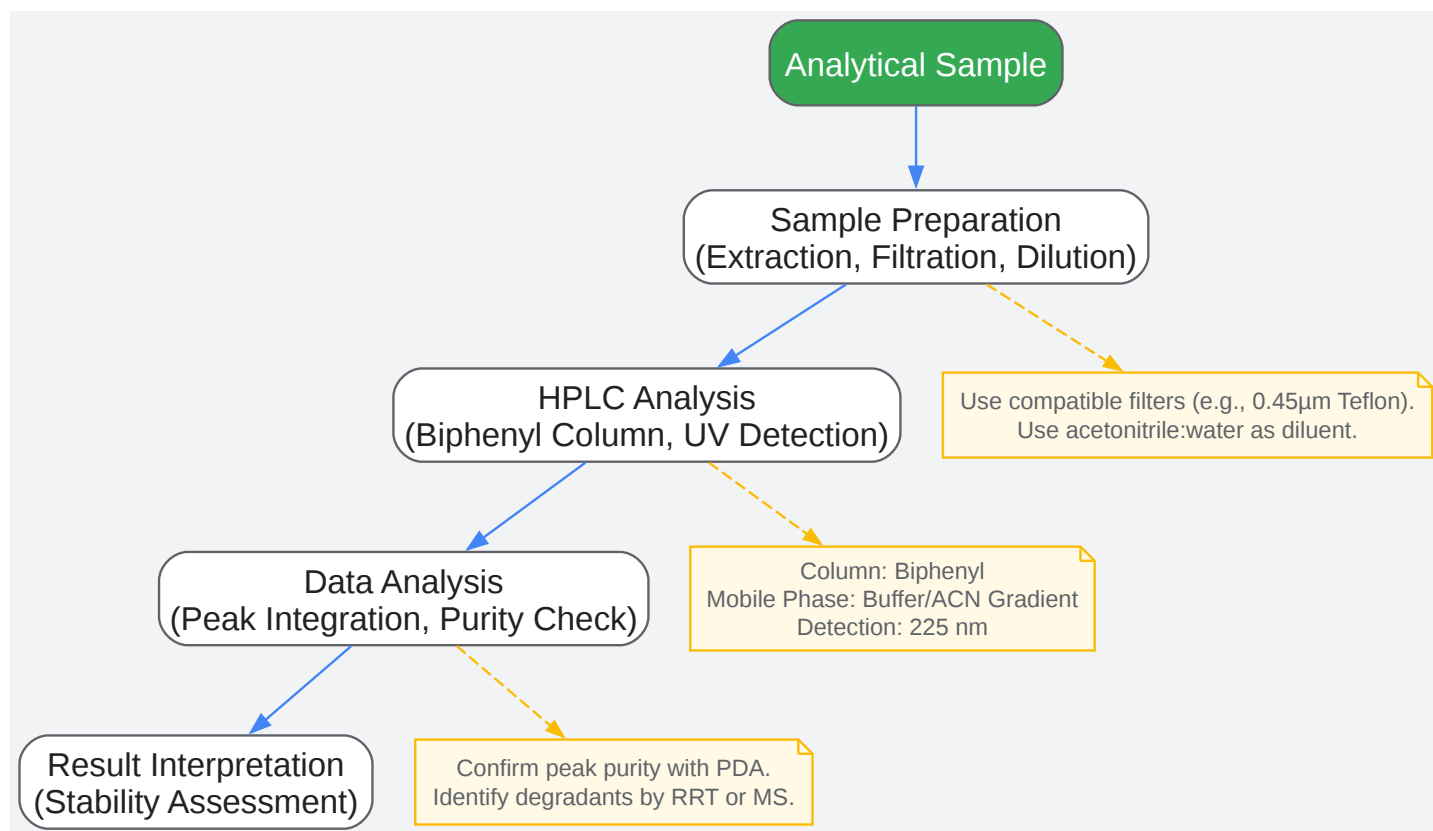 Analytical Sample
Sample Preparation
(Extraction, Filtration, Dilution)
HPLC Analysis
(Biphenyl Column, UV Detection)
Use compatible filters (e.g., 0.45µm Teflon).
Use acetonitrile:water as diluent.
Data Analysis
(Peak Integration, Purity Check)
Column: Biphenyl
Mobile Phase: Buffer/ACN Gradient
Detection: 225 nm
Result Interpretation
(Stability Assessment)
Confirm peak purity with PDA.
Identify degradants by RRT or MS.